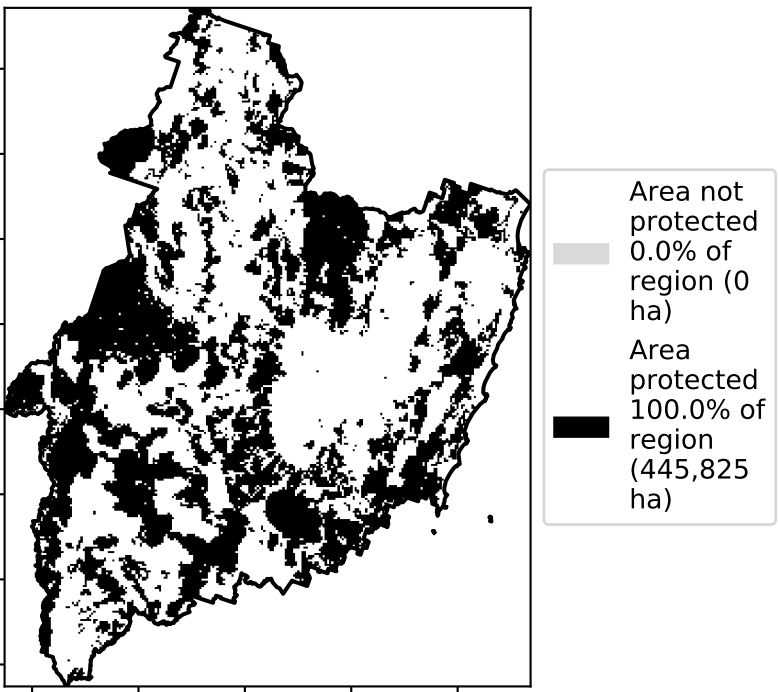 Area not
protected
0.0% of
region (0
ha)
Area
protected
100.0% of
region
(445,825
ha)